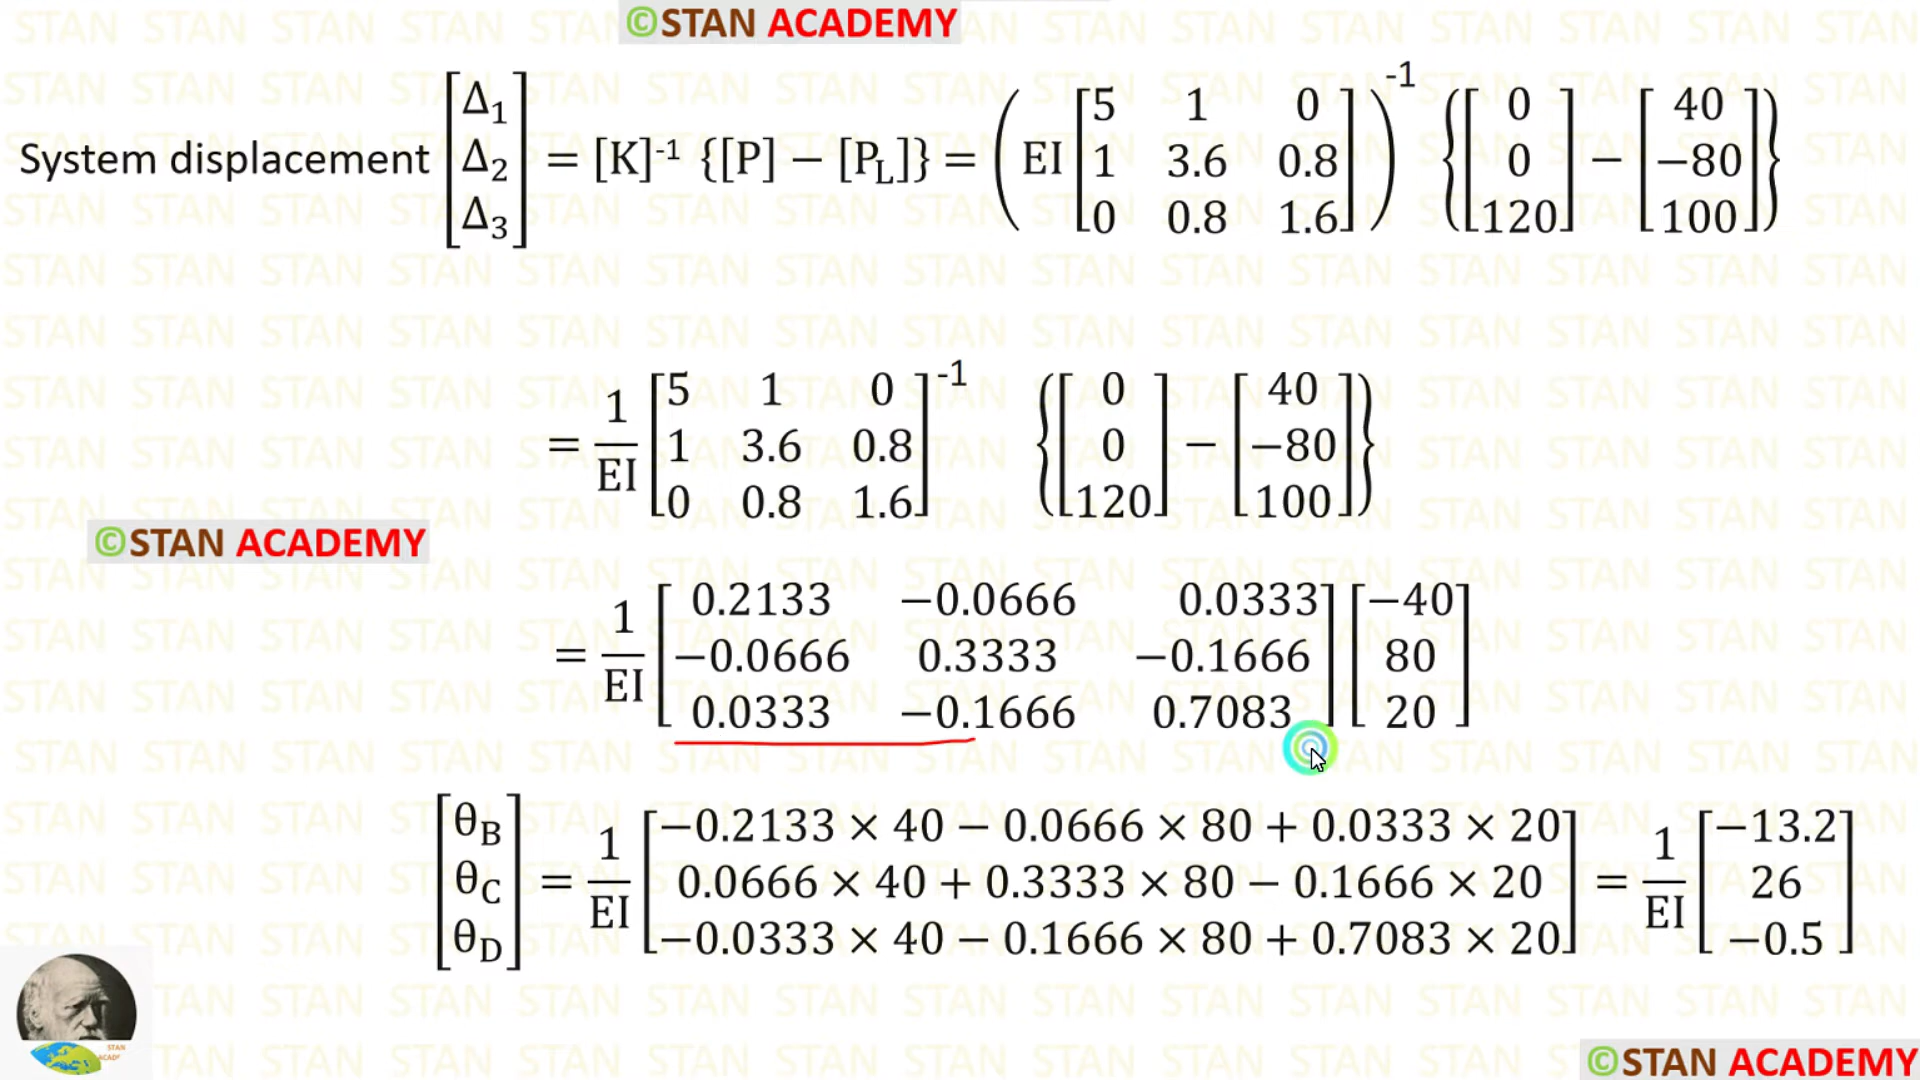 ©STAN ACADEMY
System displacement [Δ1 Δ2 Δ3] = [K]-1 {[P] − [PL]} = (EI [5 1 0; 1 3.6 0.8; 0 0.8 1.6])-1 {[0 0 120] − [40 −80 100]}
= 1/EI [5 1 0; 1 3.6 0.8; 0 0.8 1.6]-1 {[0 0 120] − [40 −80 100]}
©STAN ACADEMY
= 1/EI [0.2133 −0.0666 0.0333; −0.0666 0.3333 −0.1666; 0.0333 −0.1666 0.7083] [−40 80 20]
[θB θC θD] = 1/EI [−0.2133 × 40 − 0.0666 × 80 + 0.0333 × 20; 0.0666 × 40 + 0.3333 × 80 − 0.1666 × 20; −0.0333 × 40 − 0.1666 × 80 + 0.7083 × 20] = 1/EI [−13.2 26 −0.5]
©STAN ACADEMY